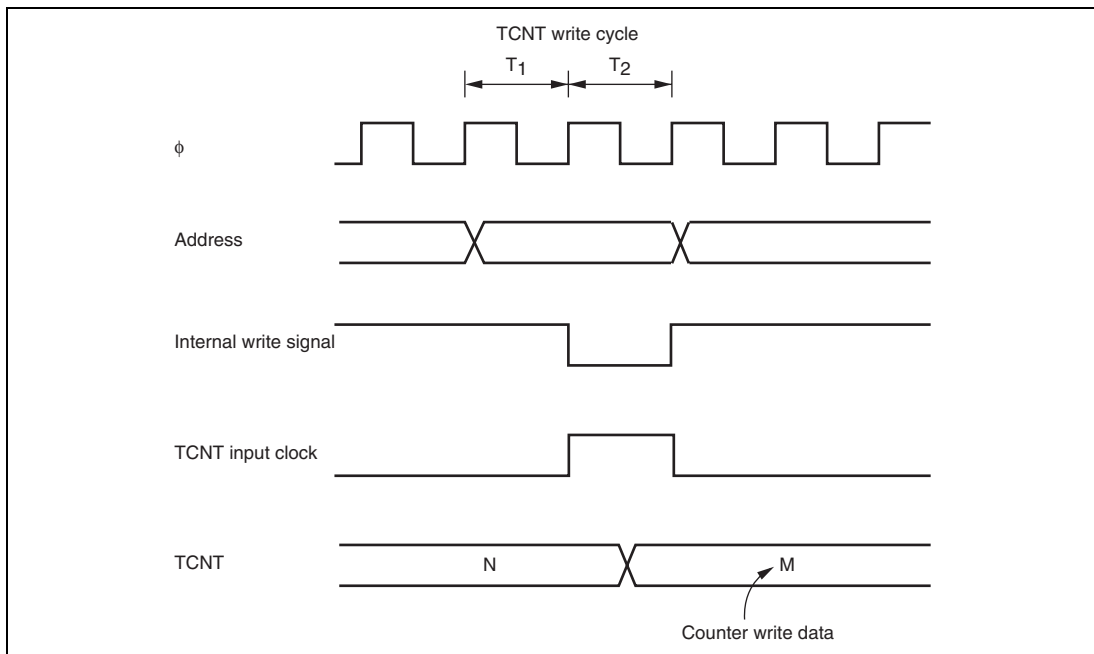 TCNT write cycle
T1 T2
ϕ
Address
Internal write signal
TCNT input clock
TCNT N M
Counter write data